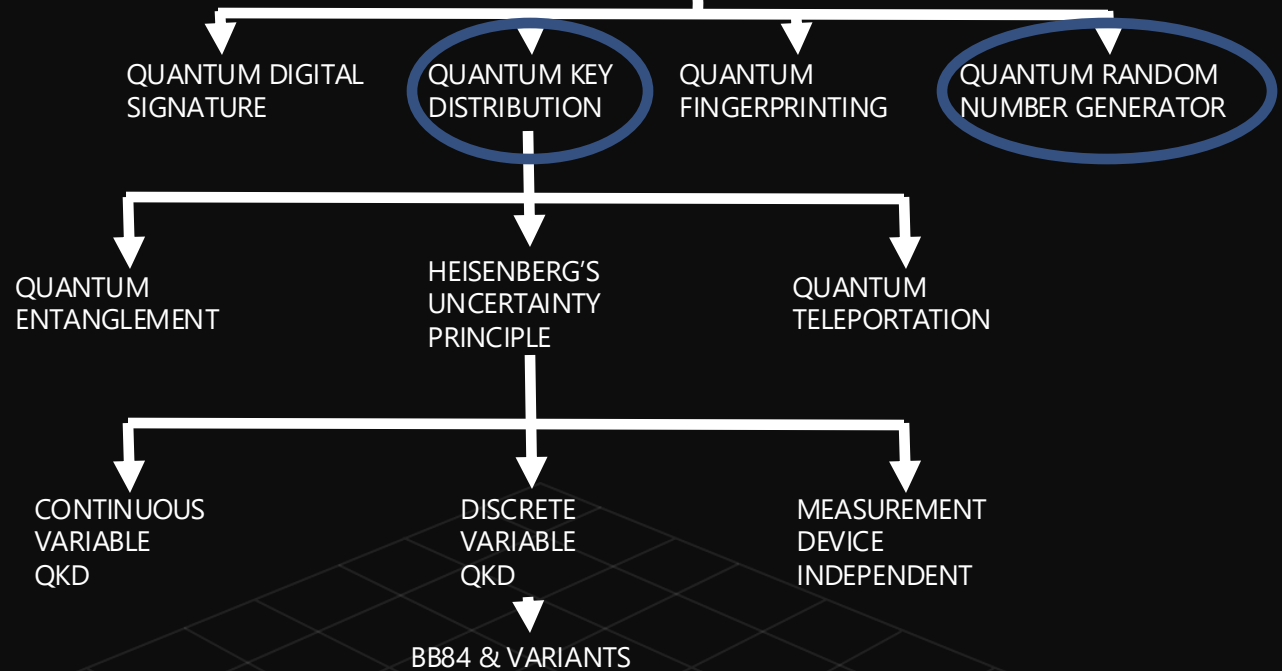 QUANTUM DIGITAL
SIGNATURE
QUANTUM KEY
DISTRIBUTION
QUANTUM
FINGERPRINTING
QUANTUM RANDOM
NUMBER GENERATOR
QUANTUM
ENTANGLEMENT
HEISENBERG’S
UNCERTAINTY
PRINCIPLE
QUANTUM
TELEPORTATION
CONTINUOUS
VARIABLE
QKD
DISCRETE
VARIABLE
QKD
MEASUREMENT
DEVICE
INDEPENDENT
BB84 & VARIANTS